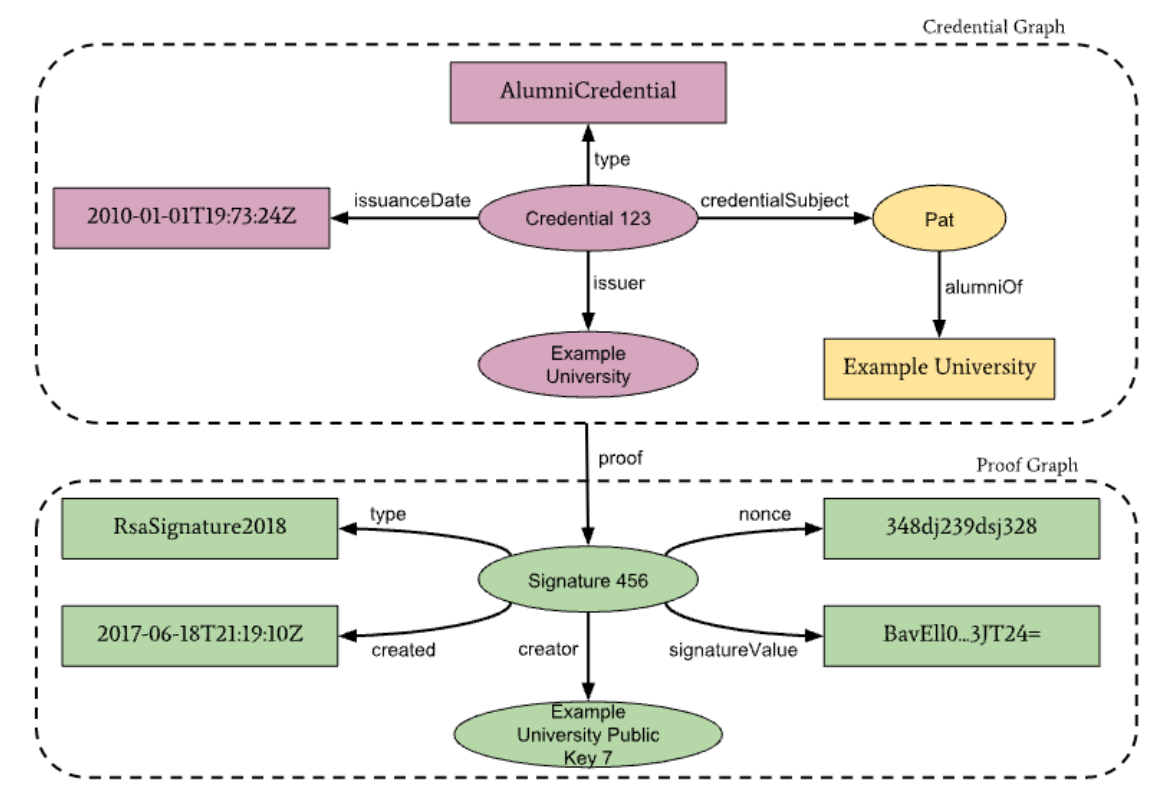 Credential Graph
AlumniCredential
type
issuanceDate
credentialSubject
2010-01-01T19:73:24Z
Credential 123
Pat
issuer
alumniOf
Example
University
Example University
proof
Proof Graph
type
nonce
RsaSignature2018
348dj239dsj328
Signature 456
2017-06-18T21:19:10Z
BavEll0...3JT24=
created
creator
signatureValue
Example
University Public
Key 7